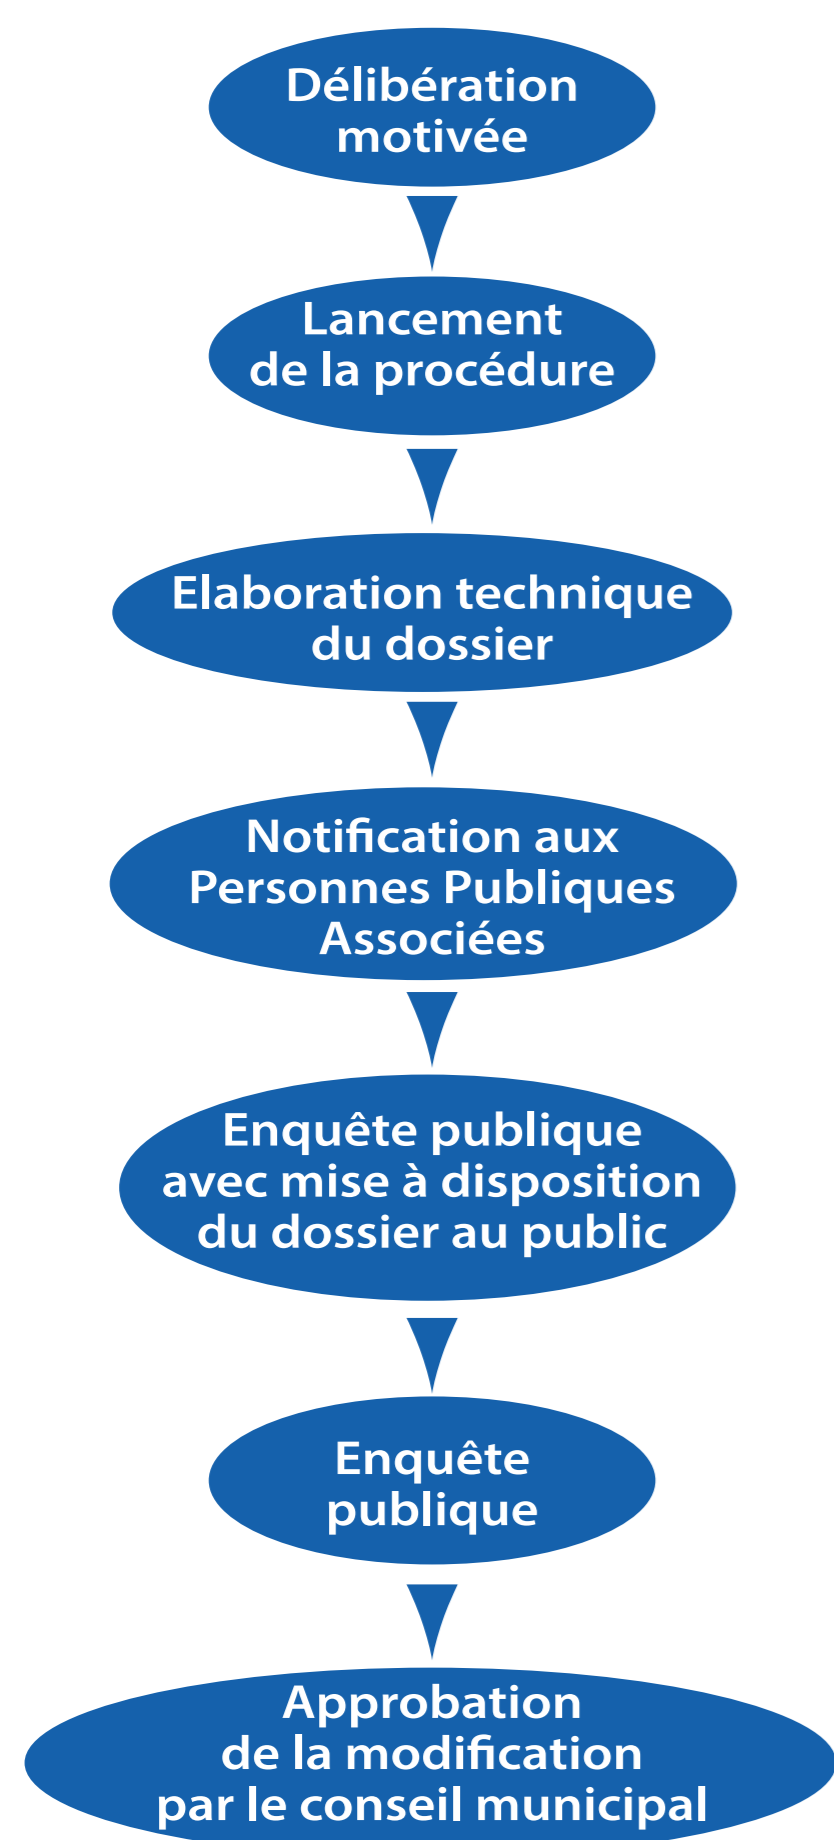 Délibération
motivée
Lancement
de la procédure
Elaboration technique
du dossier
Notification aux
Personnes Publiques
Associées
Enquête publique
avec mise à disposition
du dossier au public
Enquête
publique
Approbation
de la modification
par le conseil municipal